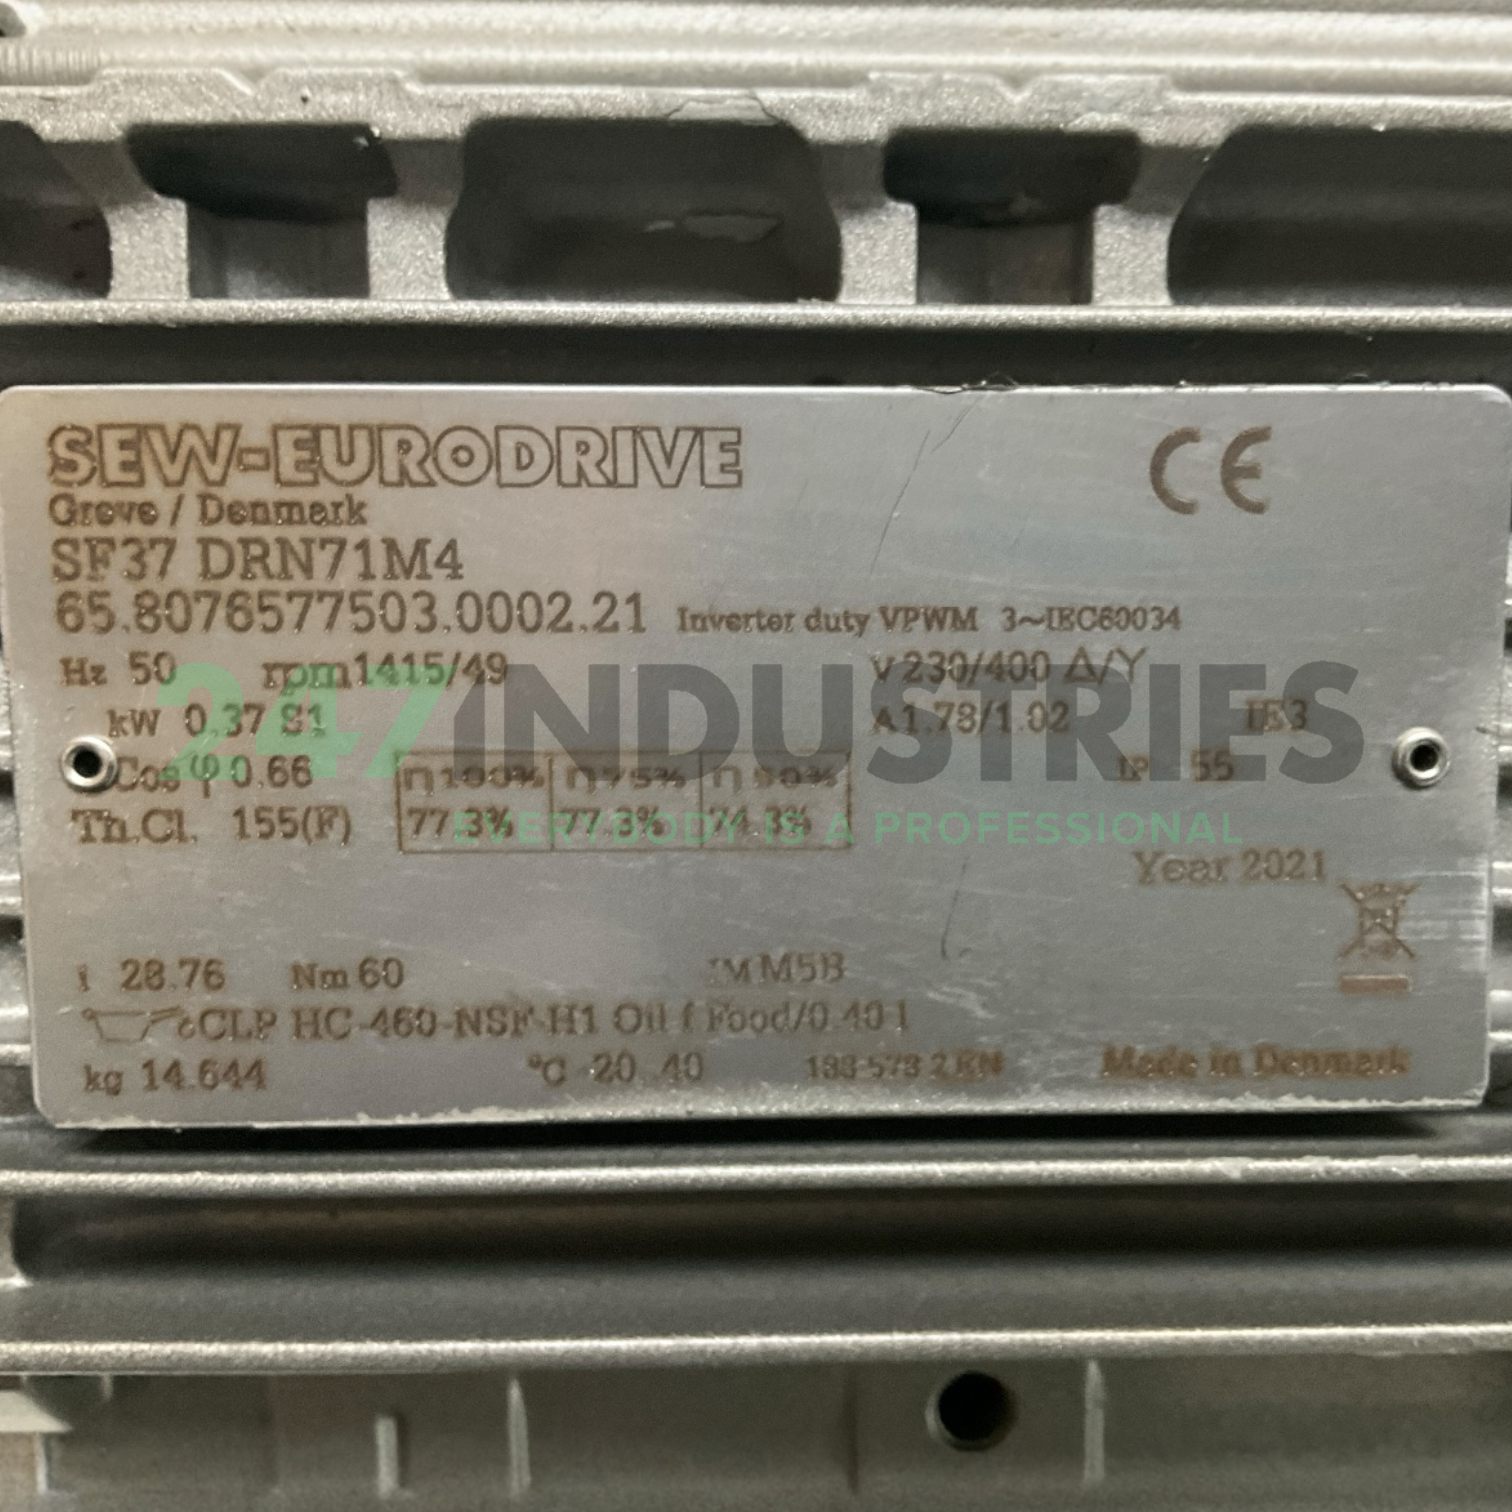 SEW-EURODRIVE CE
Greve / Denmark
SF37 DRN71M4
65.8076577503.0002.21 Inverter duty VPWM 3~IEC60034
Hz 50 rpm 1415/49 V 230/400 Δ/Y
kW 0.37 S1 A 1.78/1.02 IE3
Cos φ 0.66 η 100% η 75% η 50% IP 55
Th.Cl. 155(F) 77.3% 77.3% 74.3%
Year 2021
i 28.76 Nm 60 IM M5B
CLP HC-460-NSF-H1 Oil f Food/0.40 l
kg 14.644 °C -20..40 Made in Denmark
247INDUSTRIES
EVERYBODY IS A PROFESSIONAL